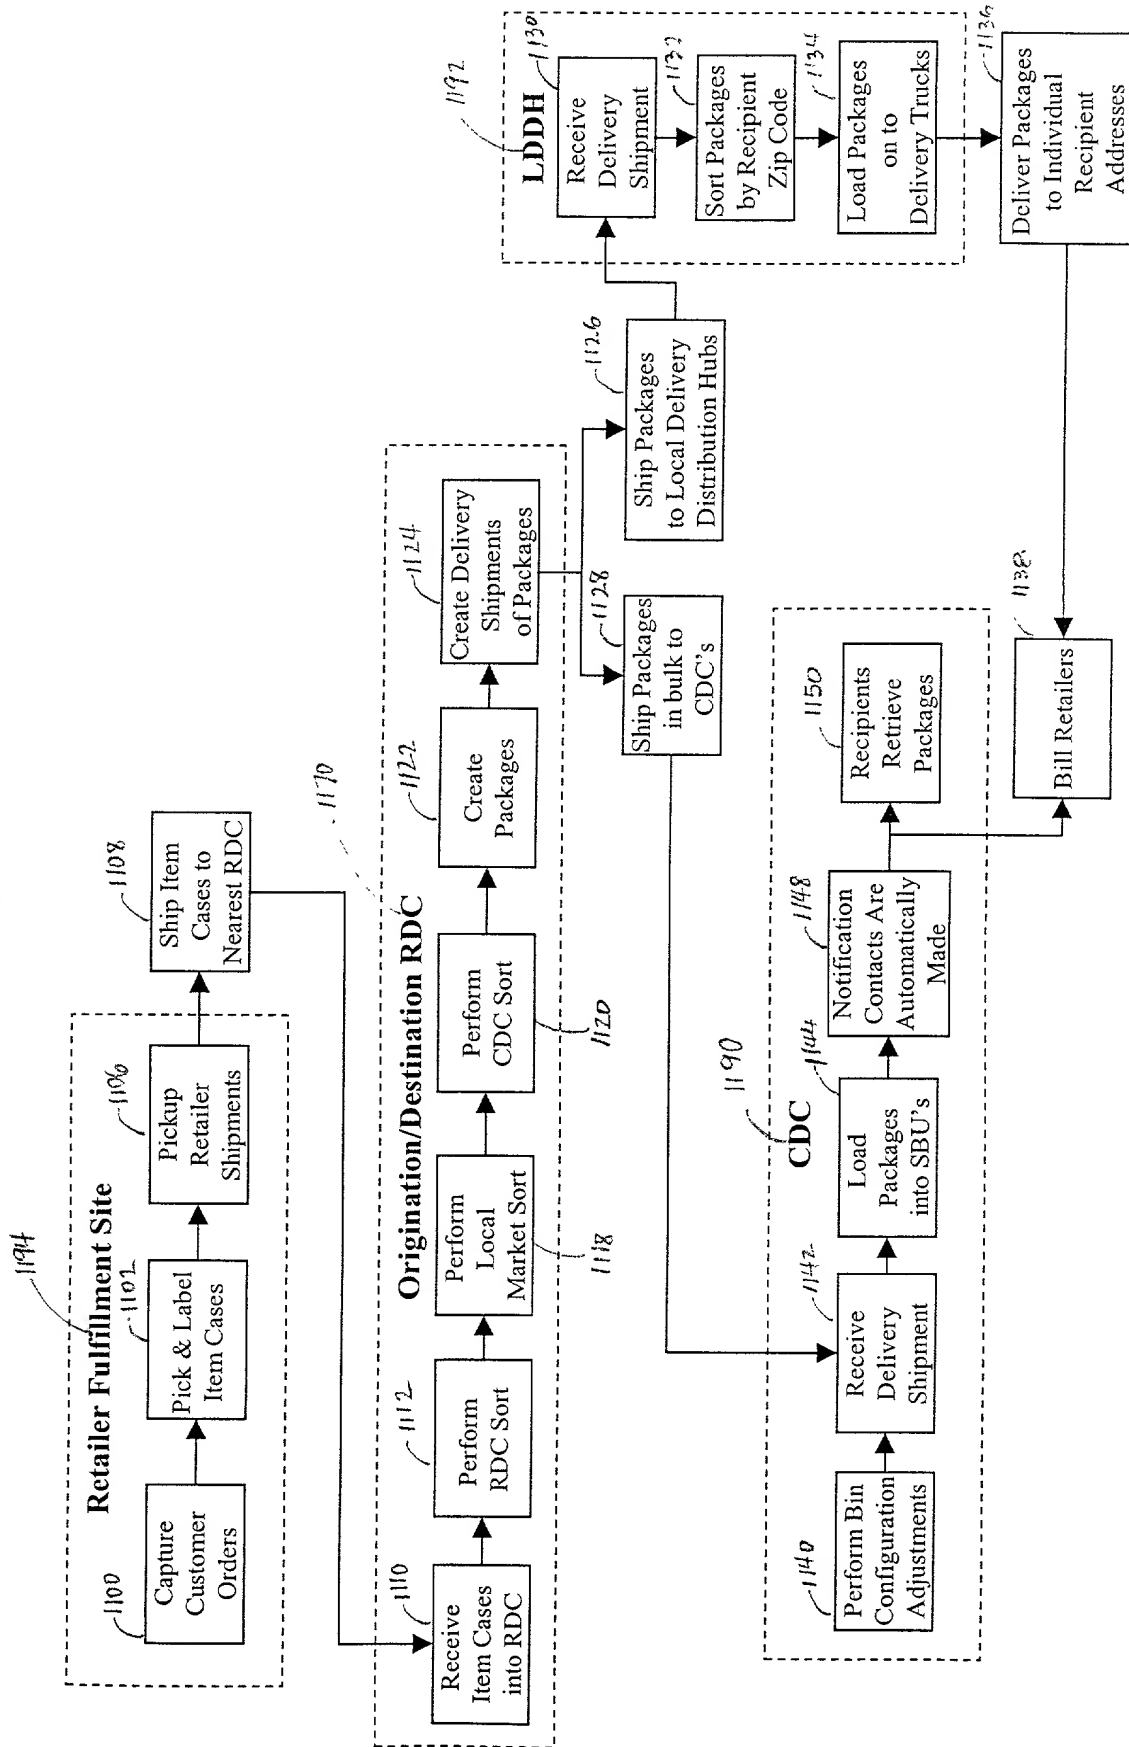 1194
Retailer Fulfillment Site
1100
Capture
Customer
Orders
1102
Pick & Label
Item Cases
1106
Pickup
Retailer
Shipments
1108
Ship Item
Cases to
Nearest RDC
1170
Origination/Destination RDC
1110
Receive
Item Cases
into RDC
1112
Perform
RDC Sort
Perform
Local
Market Sort
1118
Perform
CDC Sort
1120
1122
Create
Packages
1124
Create Delivery
Shipments
of Packages
1128
Ship Packages
in bulk to
CDC's
1126
Ship Packages
to Local Delivery
Distribution Hubs
1192
LDDH
1130
Receive
Delivery
Shipment
1132
Sort Packages
by Recipient
Zip Code
1134
Load Packages
on to
Delivery Trucks
1136
Deliver Packages
to Individual
Recipient
Addresses
1190
CDC
1140
Perform Bin
Configuration
Adjustments
1142
Receive
Delivery
Shipment
1144
Load
Packages
into SBU's
1148
Notification
Contacts Are
Automatically
Made
1150
Recipients
Retrieve
Packages
1138
Bill Retailers